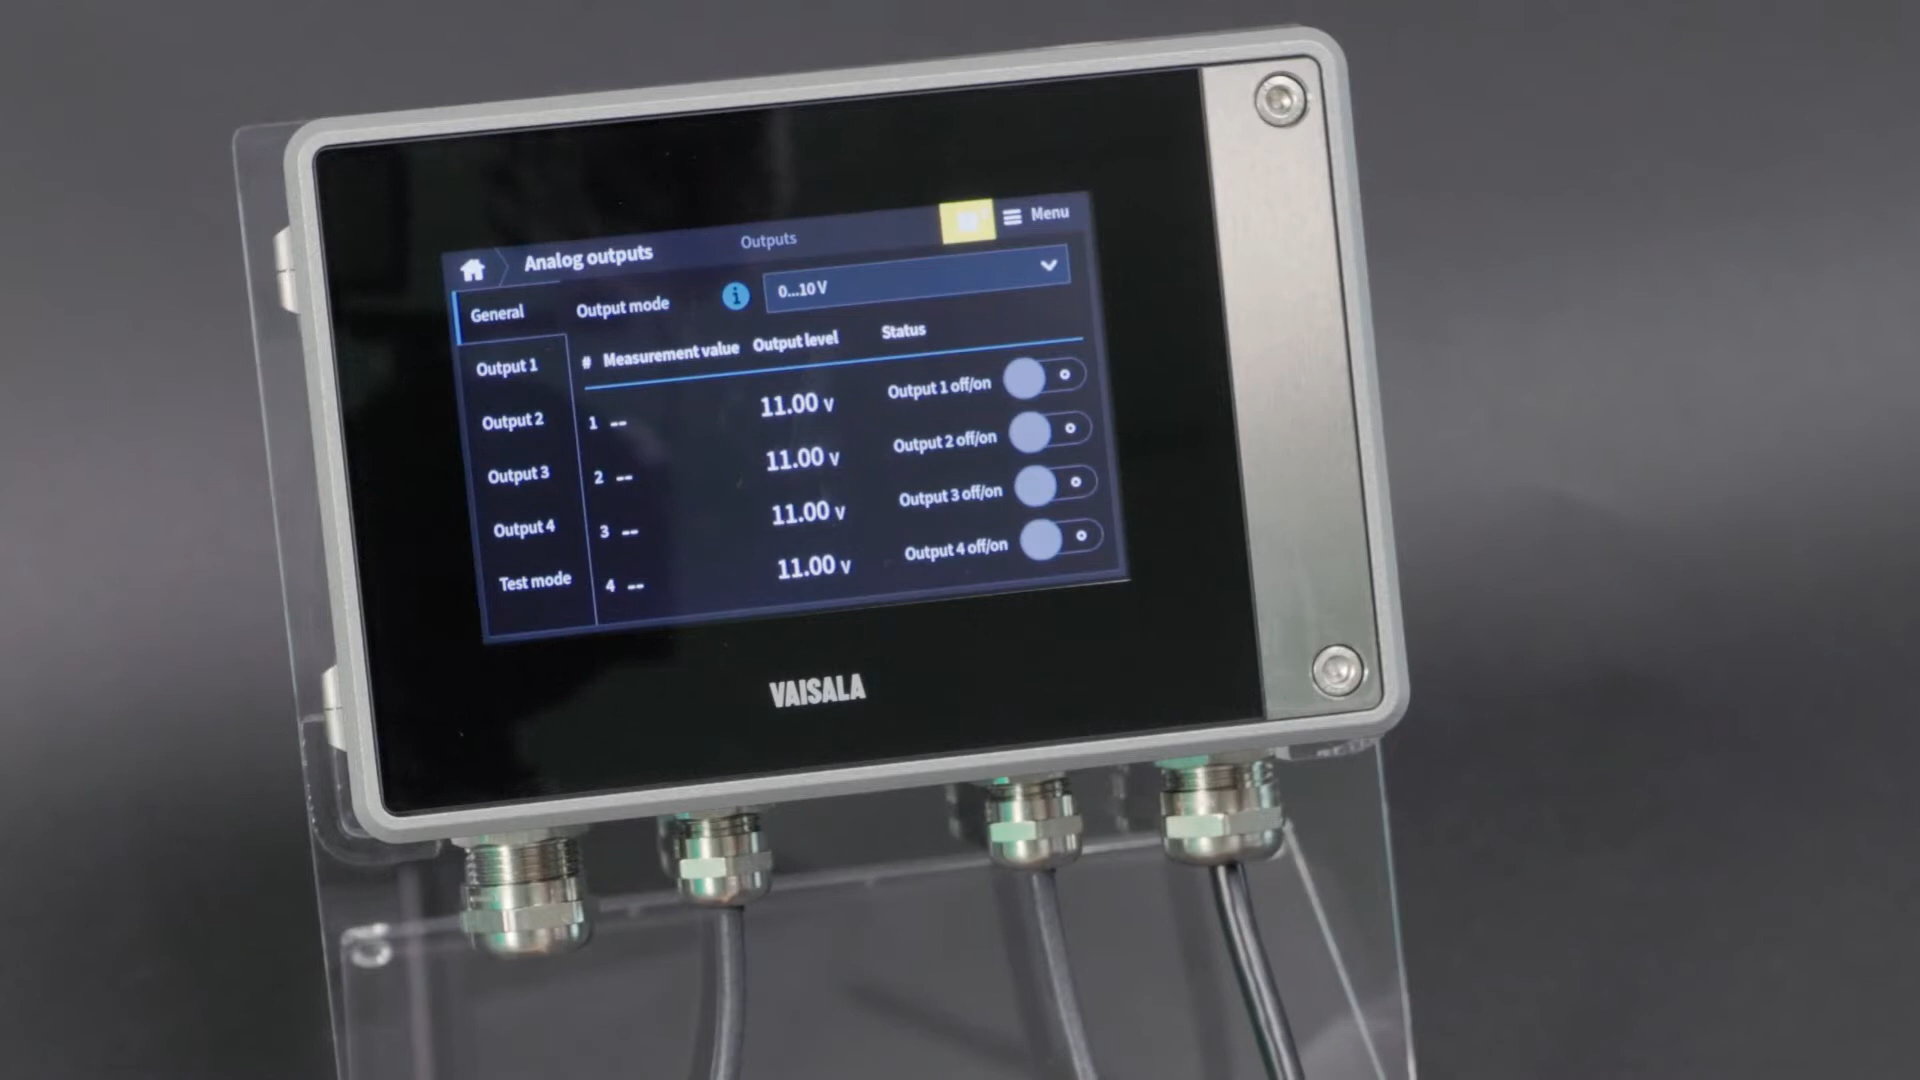 Analog outputs
Outputs
Menu
General
Output 1
Output 2
Output 3
Output 4
Test mode
Output mode
i
0...10 V
# Measurement value Output level Status
1 -- 11.00 V Output 1 off/on
2 -- 11.00 V Output 2 off/on
3 -- 11.00 V Output 3 off/on
4 -- 11.00 V Output 4 off/on
VAISALA